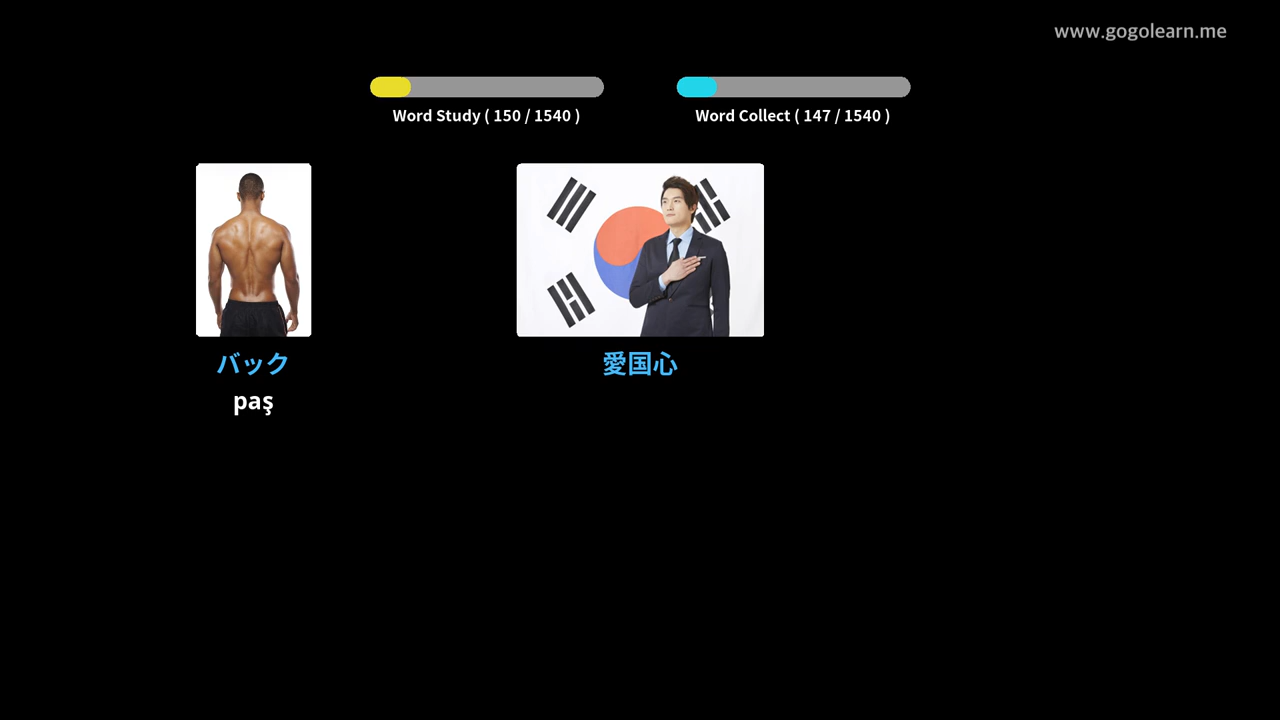 www.gogolearn.me
Word Study ( 150 / 1540 )
Word Collect ( 147 / 1540 )
バック
paş
愛国心